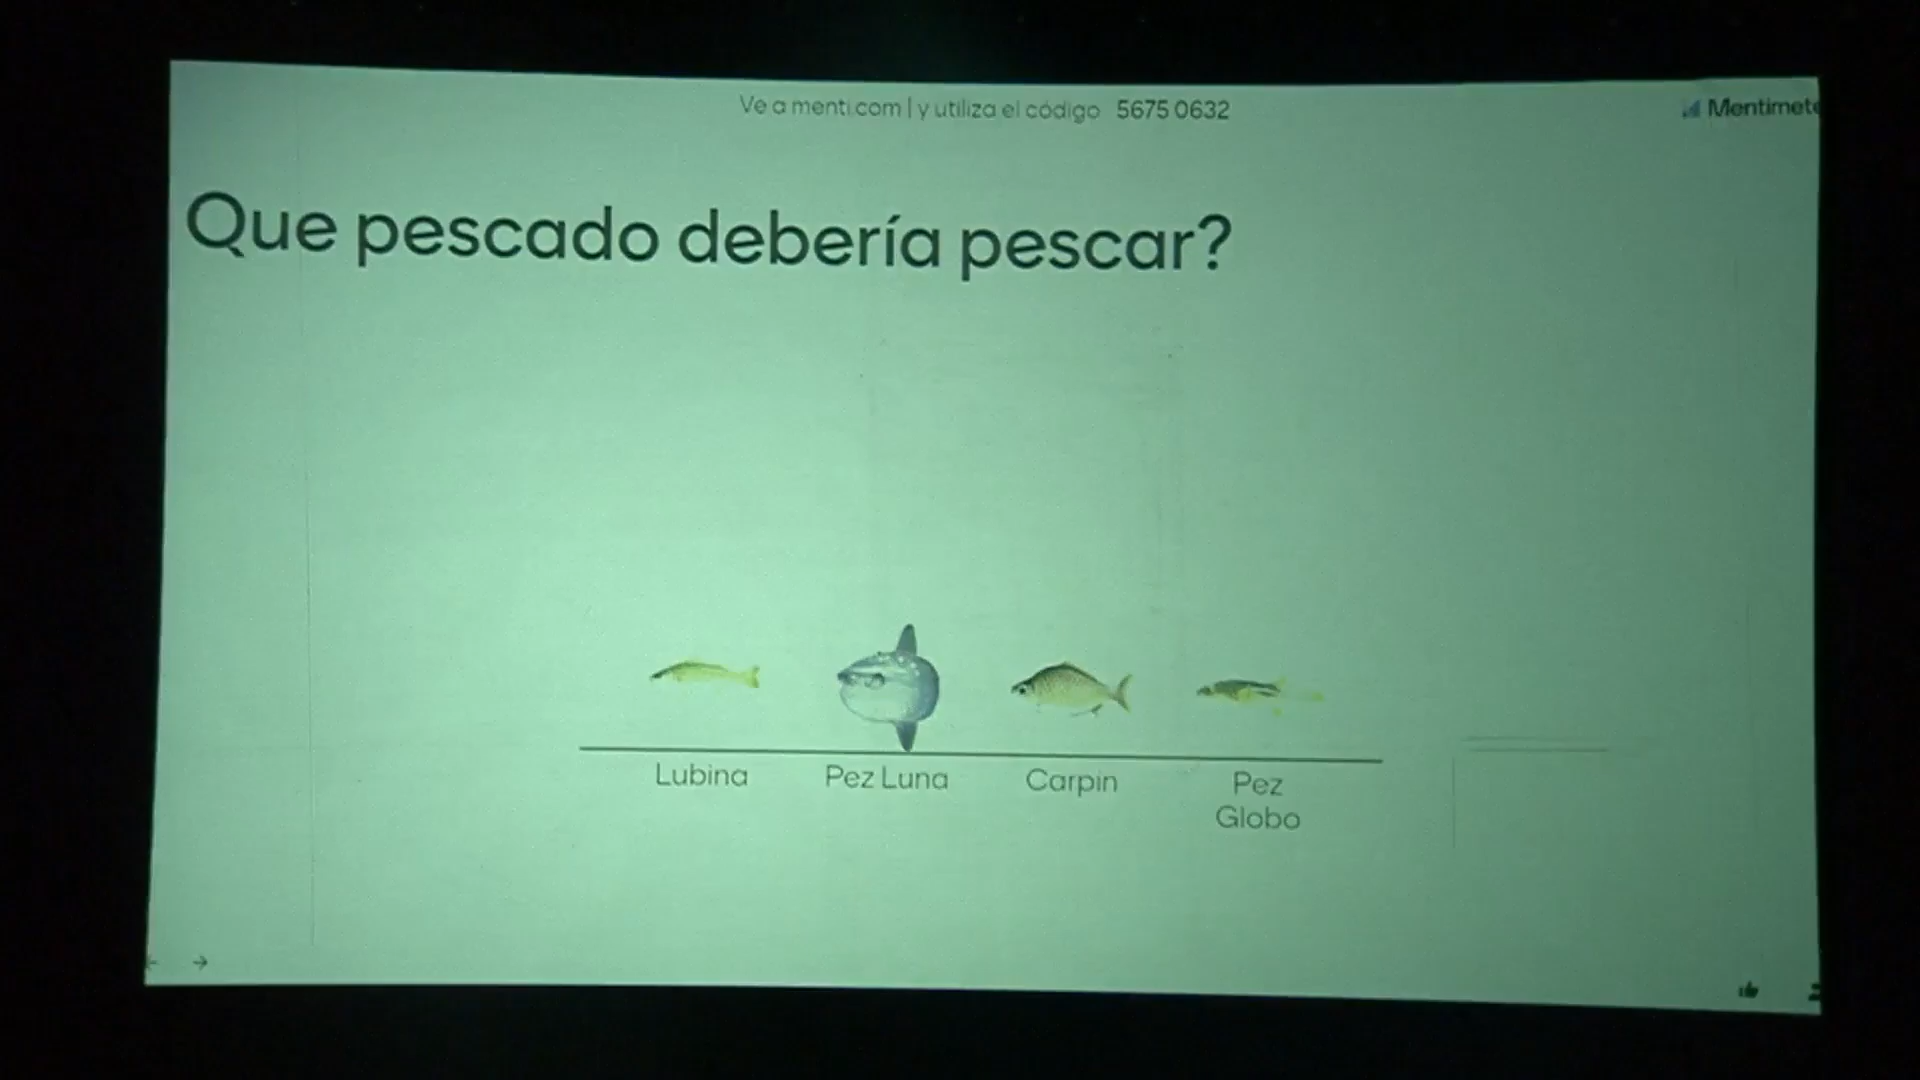 Ve a menti.com | y utiliza el código 5675 0632
Mentimete
Que pescado debería pescar?
Lubina
Pez Luna
Carpin
Pez
Globo